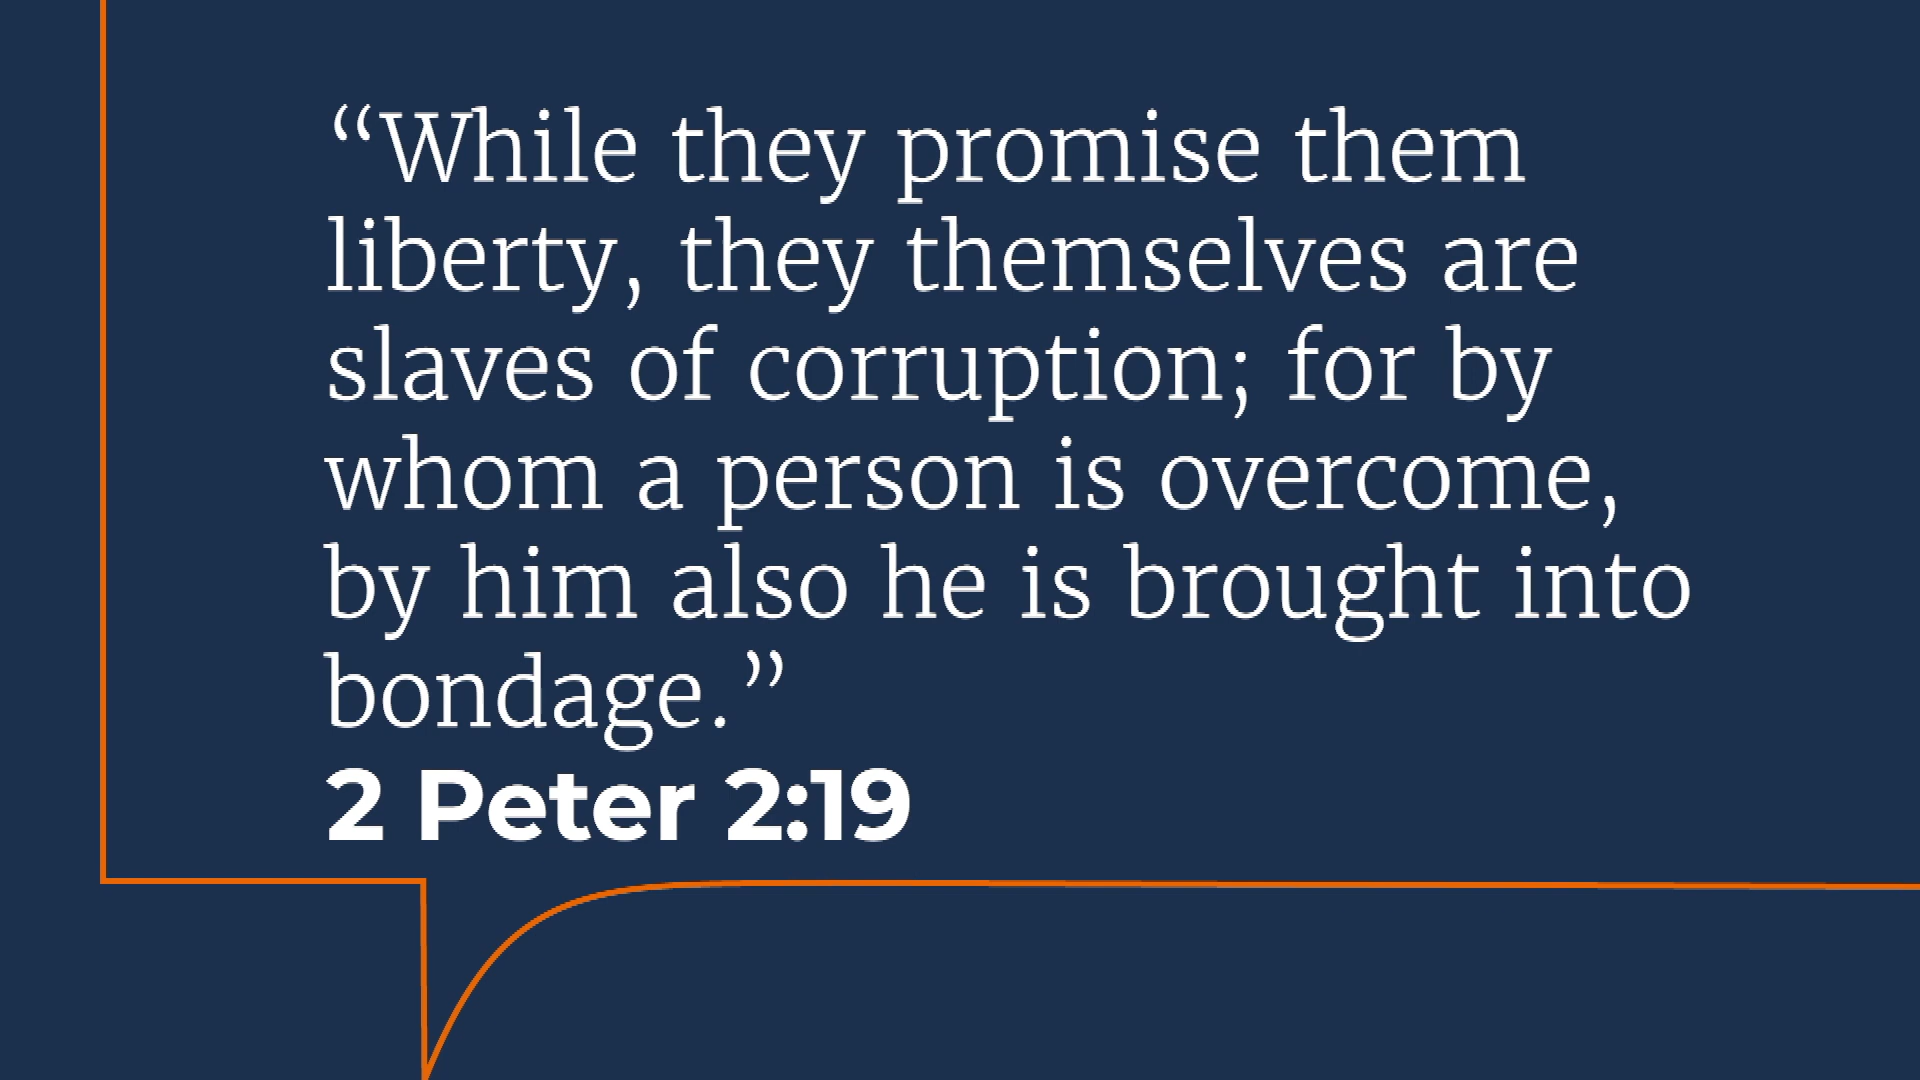 “While they promise them
liberty, they themselves are
slaves of corruption; for by
whom a person is overcome,
by him also he is brought into
bondage.”
2 Peter 2:19